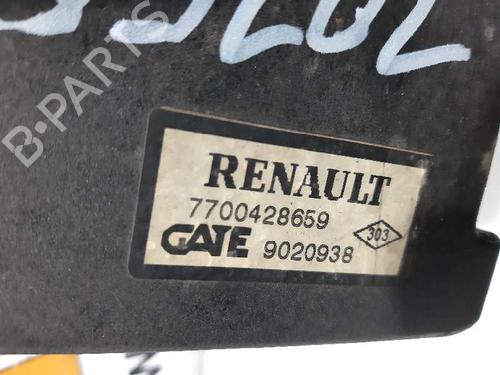 B-PARTS
RENAULT
7700428659
303
GATE 9020938